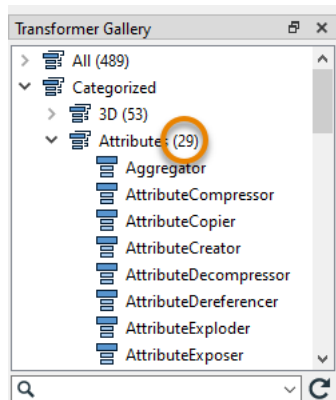 Transformer Gallery
All (489)
Categorized
3D (53)
Attributes (29)
Aggregator
AttributeCompressor
AttributeCopier
AttributeCreator
AttributeDecompressor
AttributeDereferencer
AttributeExploder
AttributeExposer